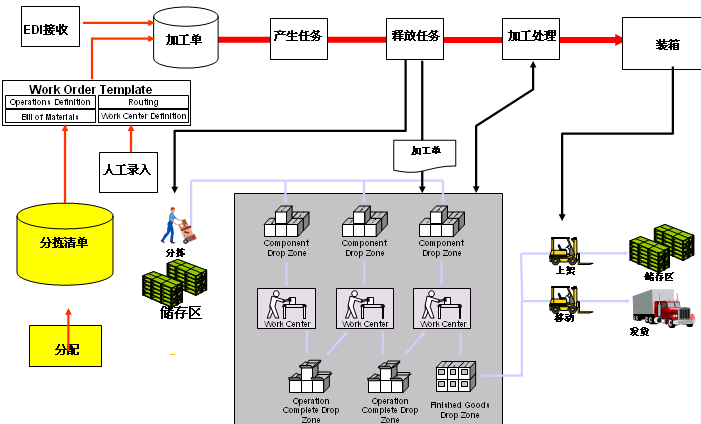 EDI接收
加工单
产生任务
释放任务
加工处理
装箱
Work Order Template
Operations Definition
Routing
Bill of Materials
Work Center Definition
人工录入
加工单
分拣清单
分配
分拣
储存区
Component
Drop Zone
Component
Drop Zone
Component
Drop Zone
Work Center
Work Center
Work Center
Operation
Complete Drop
Zone
Operation
Complete Drop
Zone
Finished Goods
Drop Zone
上架
储存区
移动
发货